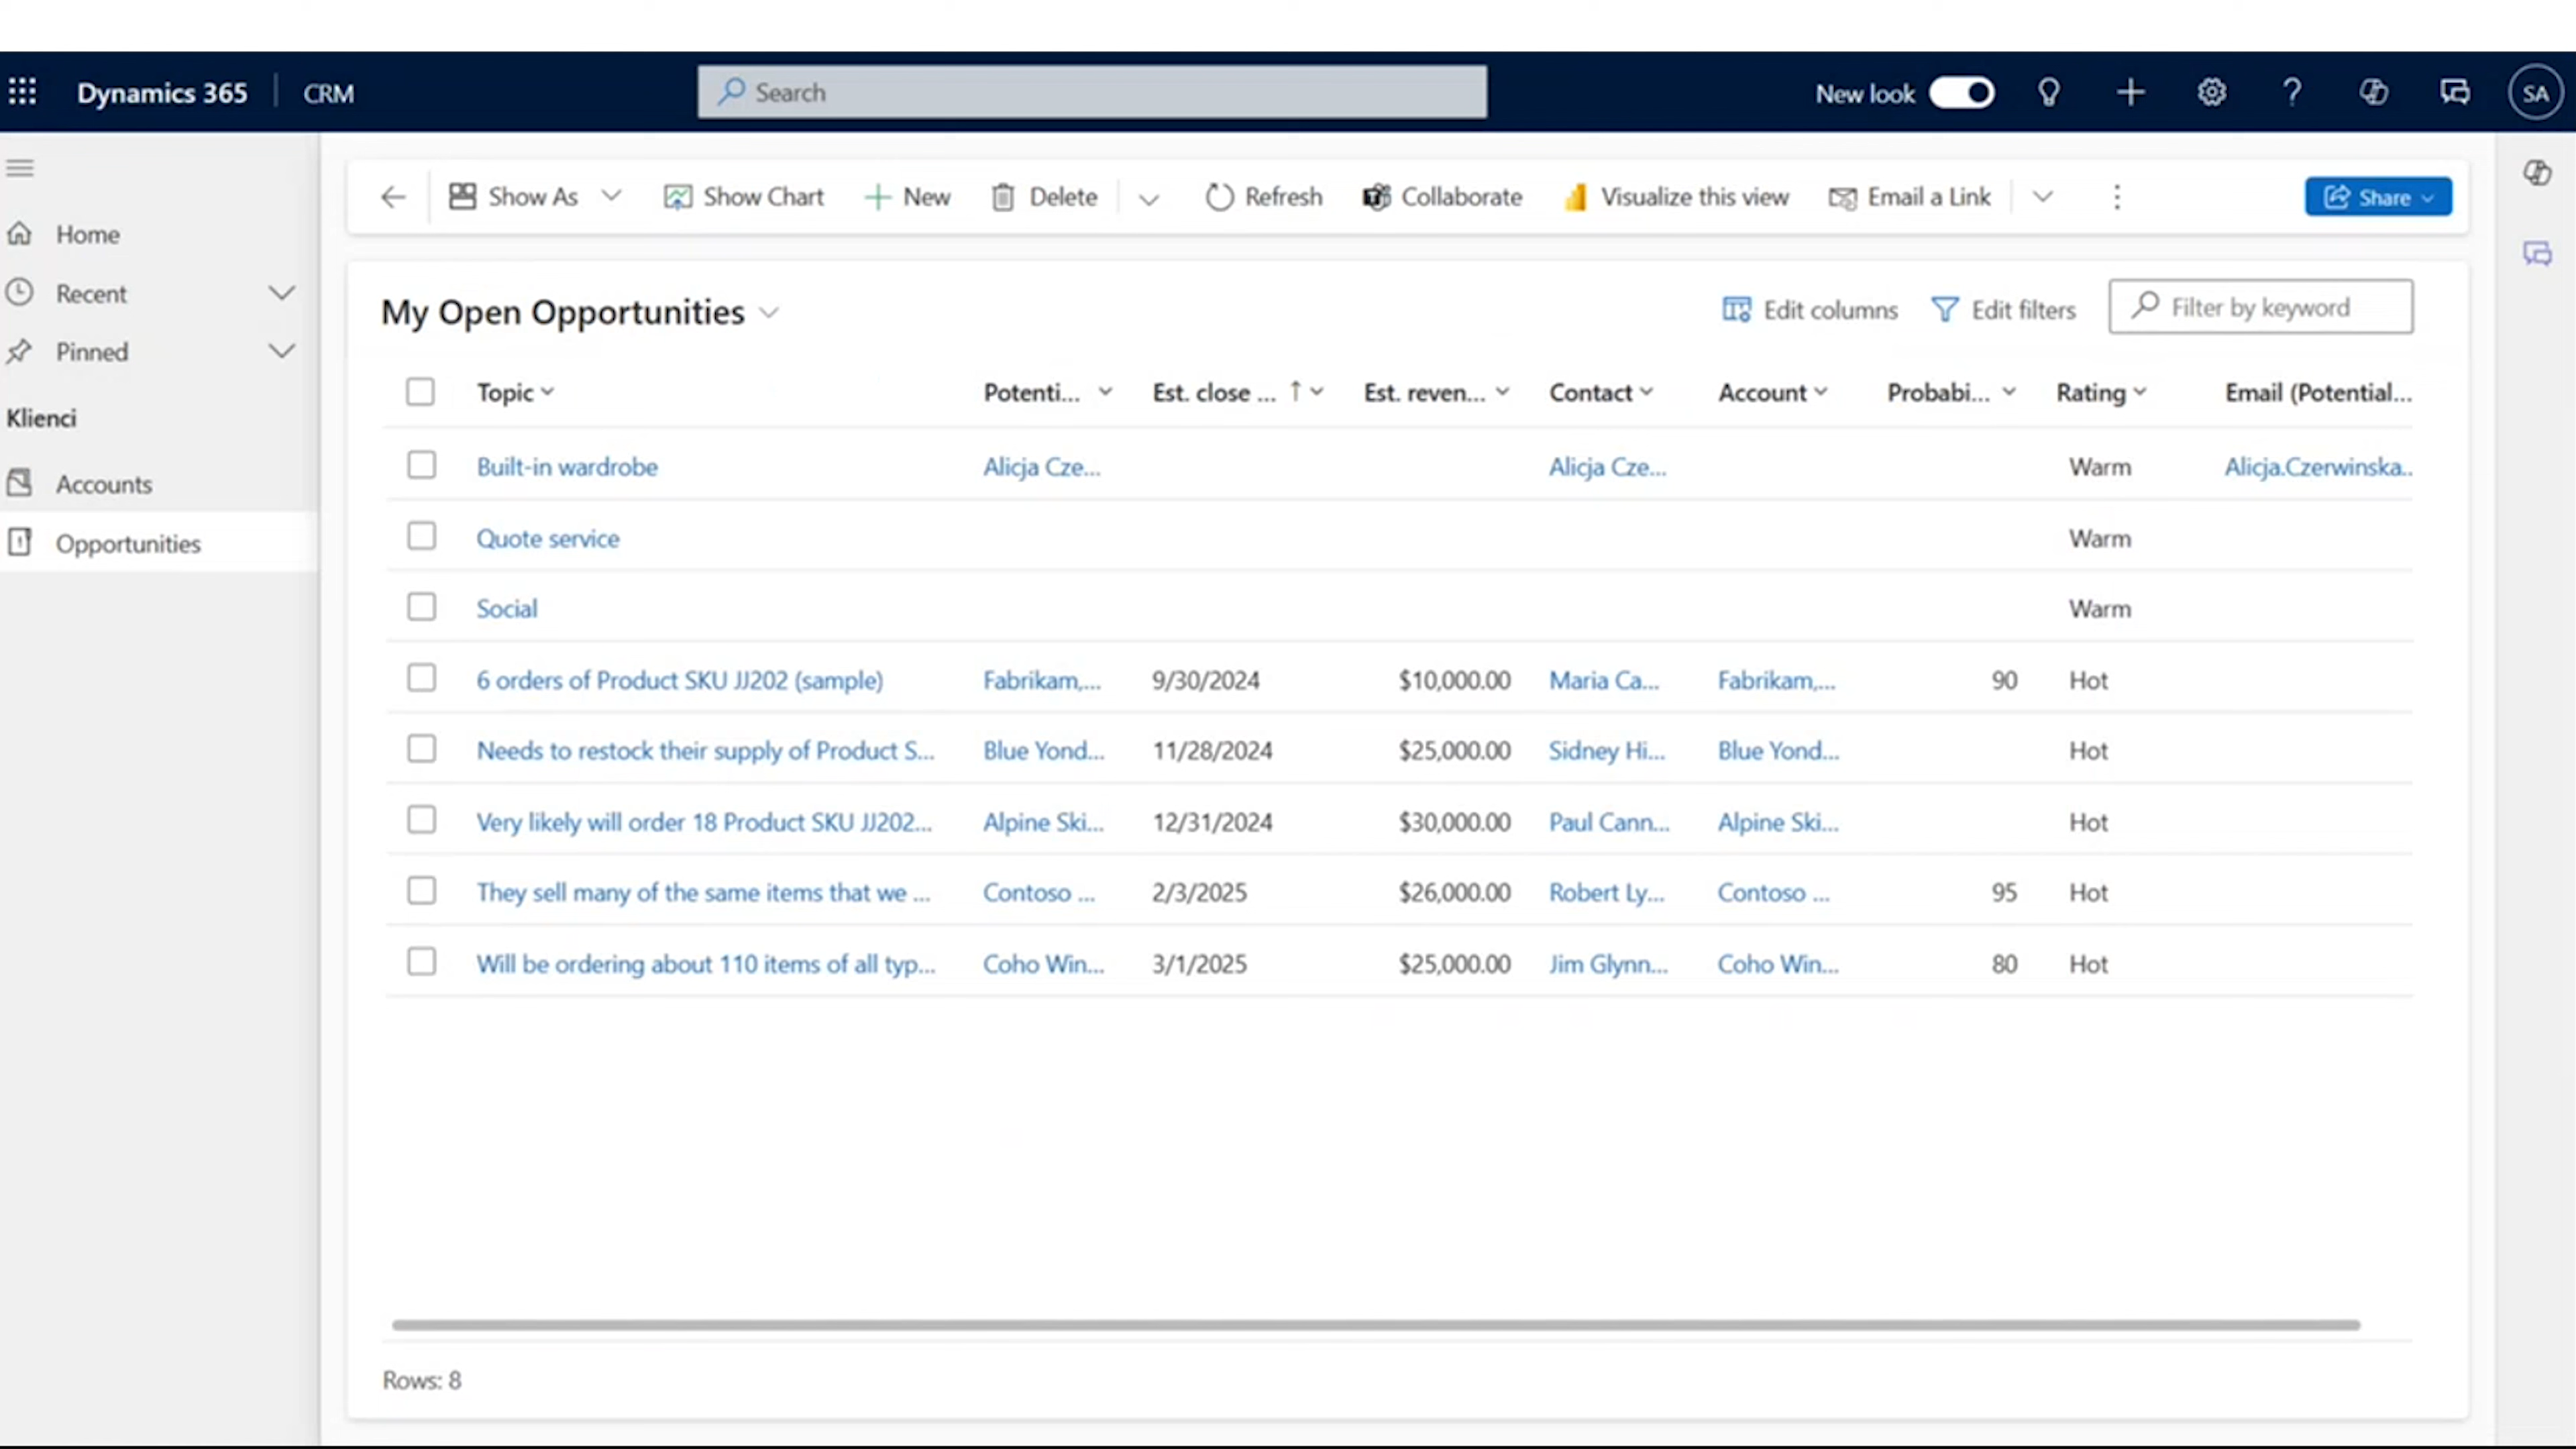 Dynamics 365 CRM Search New look SA
Show As Show Chart New Delete Refresh Collaborate Visualize this view Email a Link Share
Home
Recent
Pinned
Klienci
Accounts
Opportunities
My Open Opportunities Edit columns Edit filters Filter by keyword
Topic Potenti... Est. close ... Est. reven... Contact Account Probabi... Rating Email (Potential...
Built-in wardrobe Alicja Cze... Alicja Cze... Warm Alicja.Czerwinska..
Quote service Warm
Social Warm
6 orders of Product SKU JJ202 (sample) Fabrikam,... 9/30/2024 $10,000.00 Maria Ca... Fabrikam,... 90 Hot
Needs to restock their supply of Product S... Blue Yond... 11/28/2024 $25,000.00 Sidney Hi... Blue Yond... Hot
Very likely will order 18 Product SKU JJ202... Alpine Ski... 12/31/2024 $30,000.00 Paul Cann... Alpine Ski... Hot
They sell many of the same items that we ... Contoso ... 2/3/2025 $26,000.00 Robert Ly... Contoso ... 95 Hot
Will be ordering about 110 items of all typ... Coho Win... 3/1/2025 $25,000.00 Jim Glynn... Coho Win... 80 Hot
Rows: 8